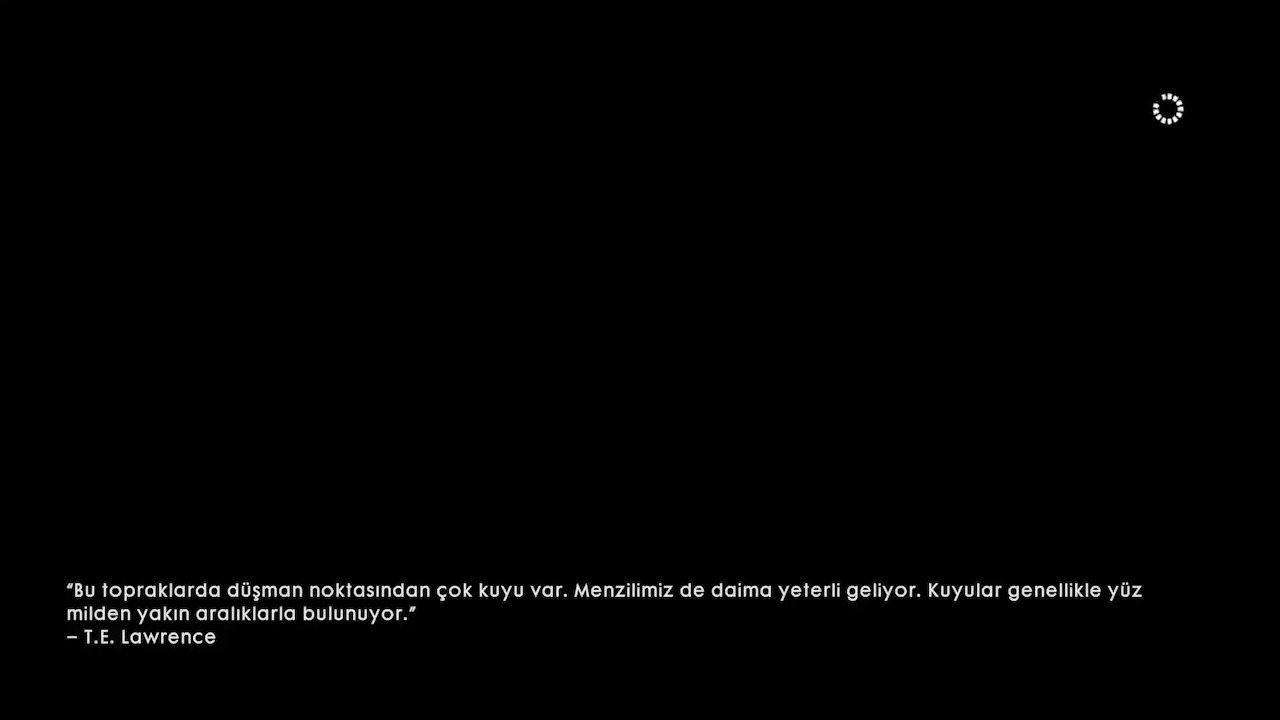 “Bu topraklarda düşman noktasından çok kuyu var. Menzilimiz de daima yeterli geliyor. Kuyular genellikle yüz
milden yakın aralıklarla bulunuyor.”
– T.E. Lawrence